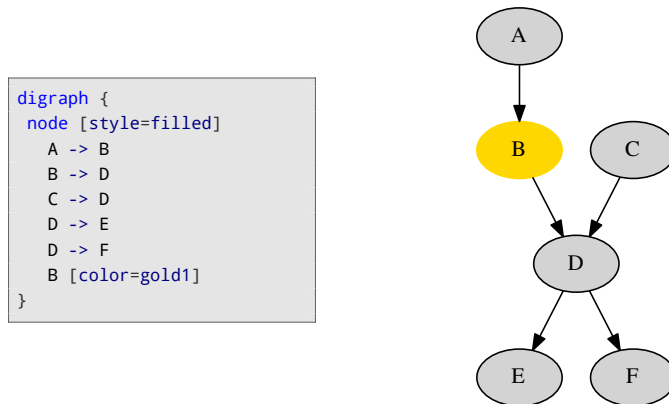 digraph {
 node [style=filled]
   A -> B
   B -> D
   C -> D
   D -> E
   D -> F
   B [color=gold1]
}
A
B C
D
E F